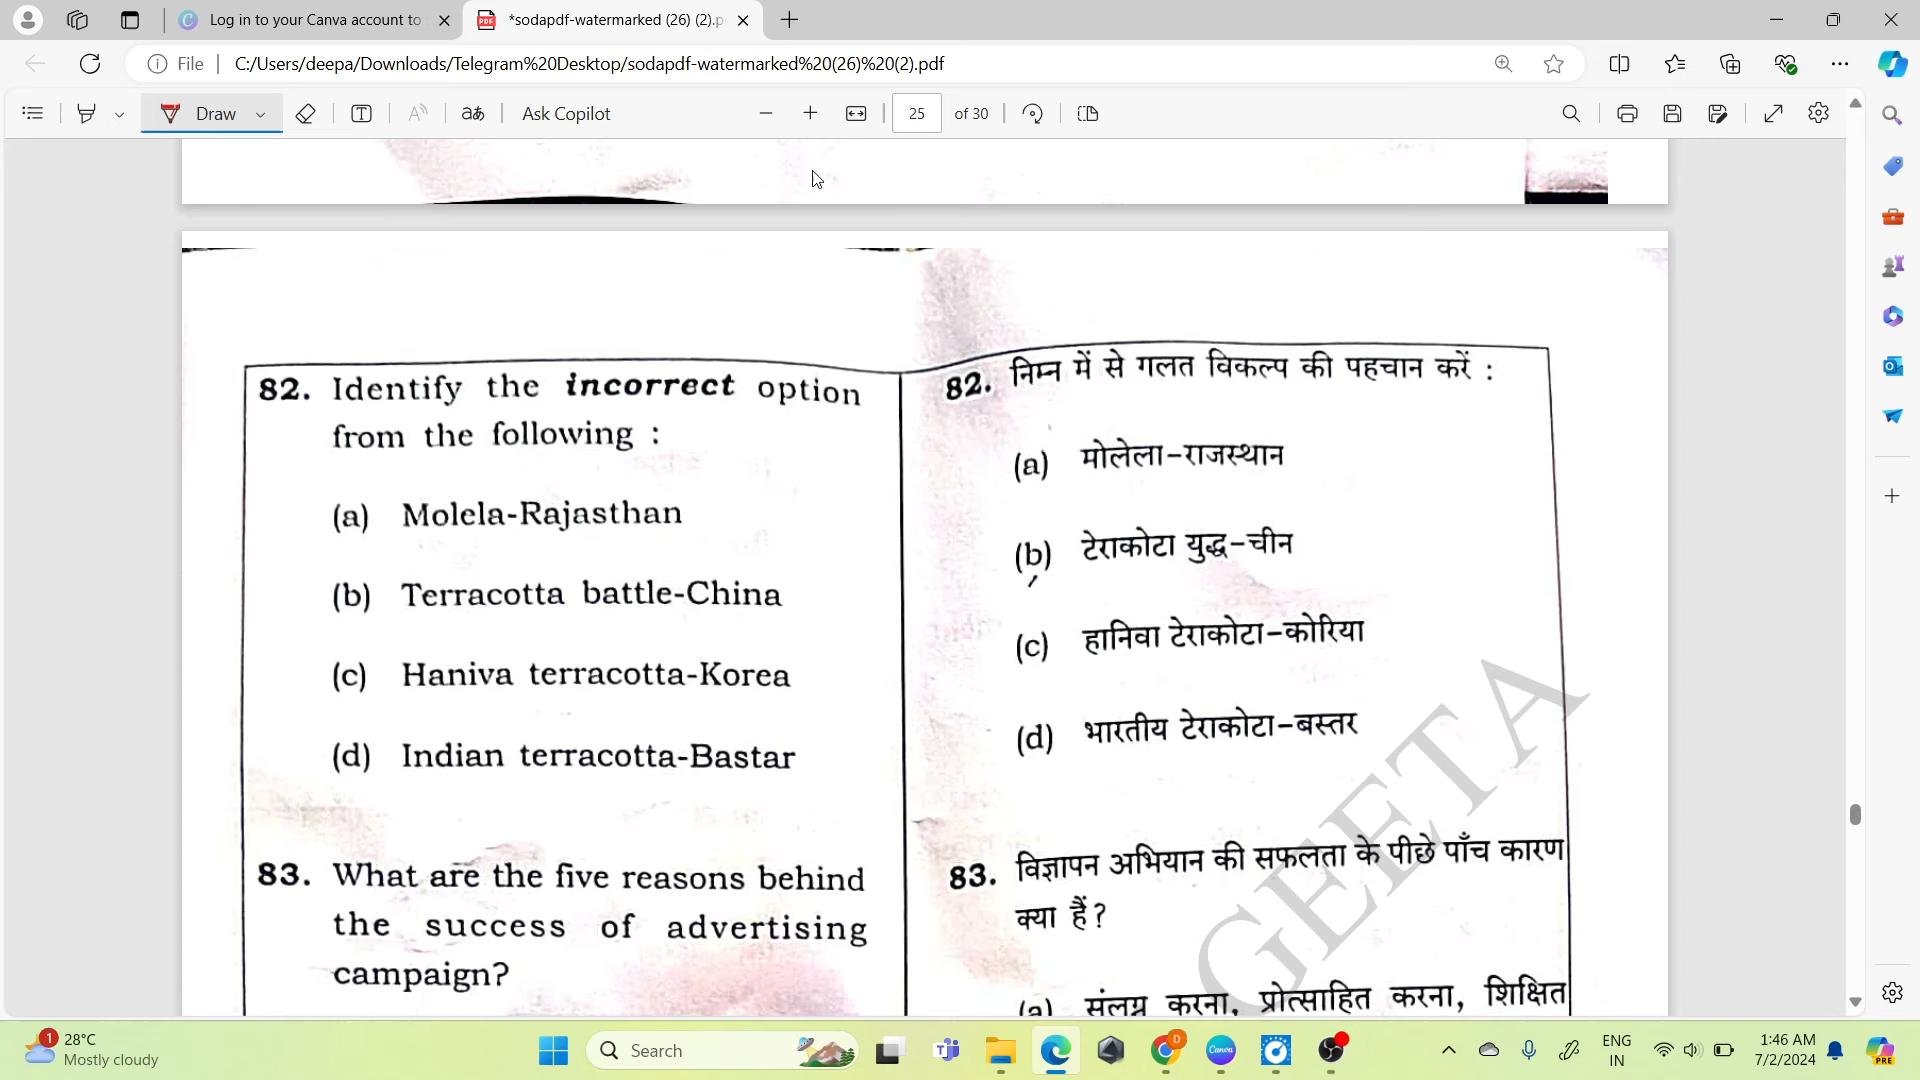 Log in to your Canva account to
*sodapdf-watermarked (26) (2).p
File
C:/Users/deepa/Downloads/Telegram%20Desktop/sodapdf-watermarked%20(26)%20(2).pdf
Draw
Ask Copilot
25
of 30
82. Identify the incorrect option
from the following :
(a) Molela-Rajasthan
(b) Terracotta battle-China
(c) Haniva terracotta-Korea
(d) Indian terracotta-Bastar
83. What are the five reasons behind
the success of advertising
campaign?
82. निम्न में से गलत विकल्प की पहचान करें :
(a) मोलेला-राजस्थान
(b) टेराकोटा युद्ध-चीन
(c) हानिवा टेराकोटा-कोरिया
(d) भारतीय टेराकोटा-बस्तर
83. विज्ञापन अभियान की सफलता के पीछे पाँच कारण
क्या हैं?
(a) संलग्न करना, प्रोत्साहित करना, शिक्षित
GEETA
1
28°C
Mostly cloudy
Search
Canva
D
ENG
IN
1:46 AM
7/2/2024
PRE